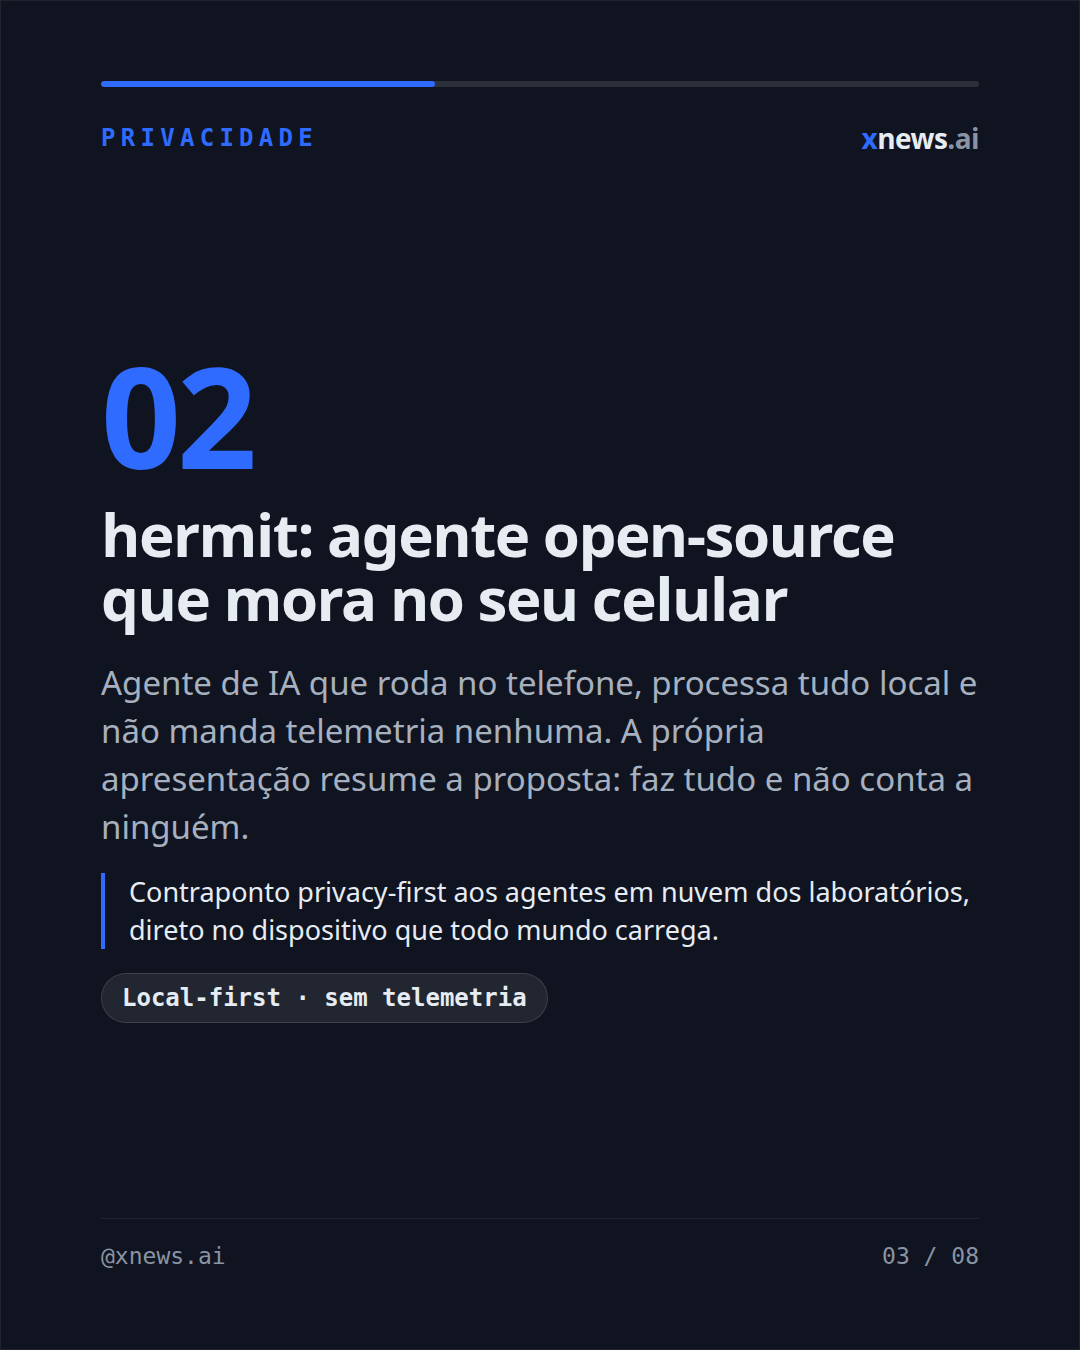 PRIVACIDADE
xnews.ai
02
hermit: agente open-source
que mora no seu celular
Agente de IA que roda no telefone, processa tudo local e
não manda telemetria nenhuma. A própria
apresentação resume a proposta: faz tudo e não conta a
ninguém.
Contraponto privacy-first aos agentes em nuvem dos laboratórios,
direto no dispositivo que todo mundo carrega.
Local-first · sem telemetria
@xnews.ai
03 / 08